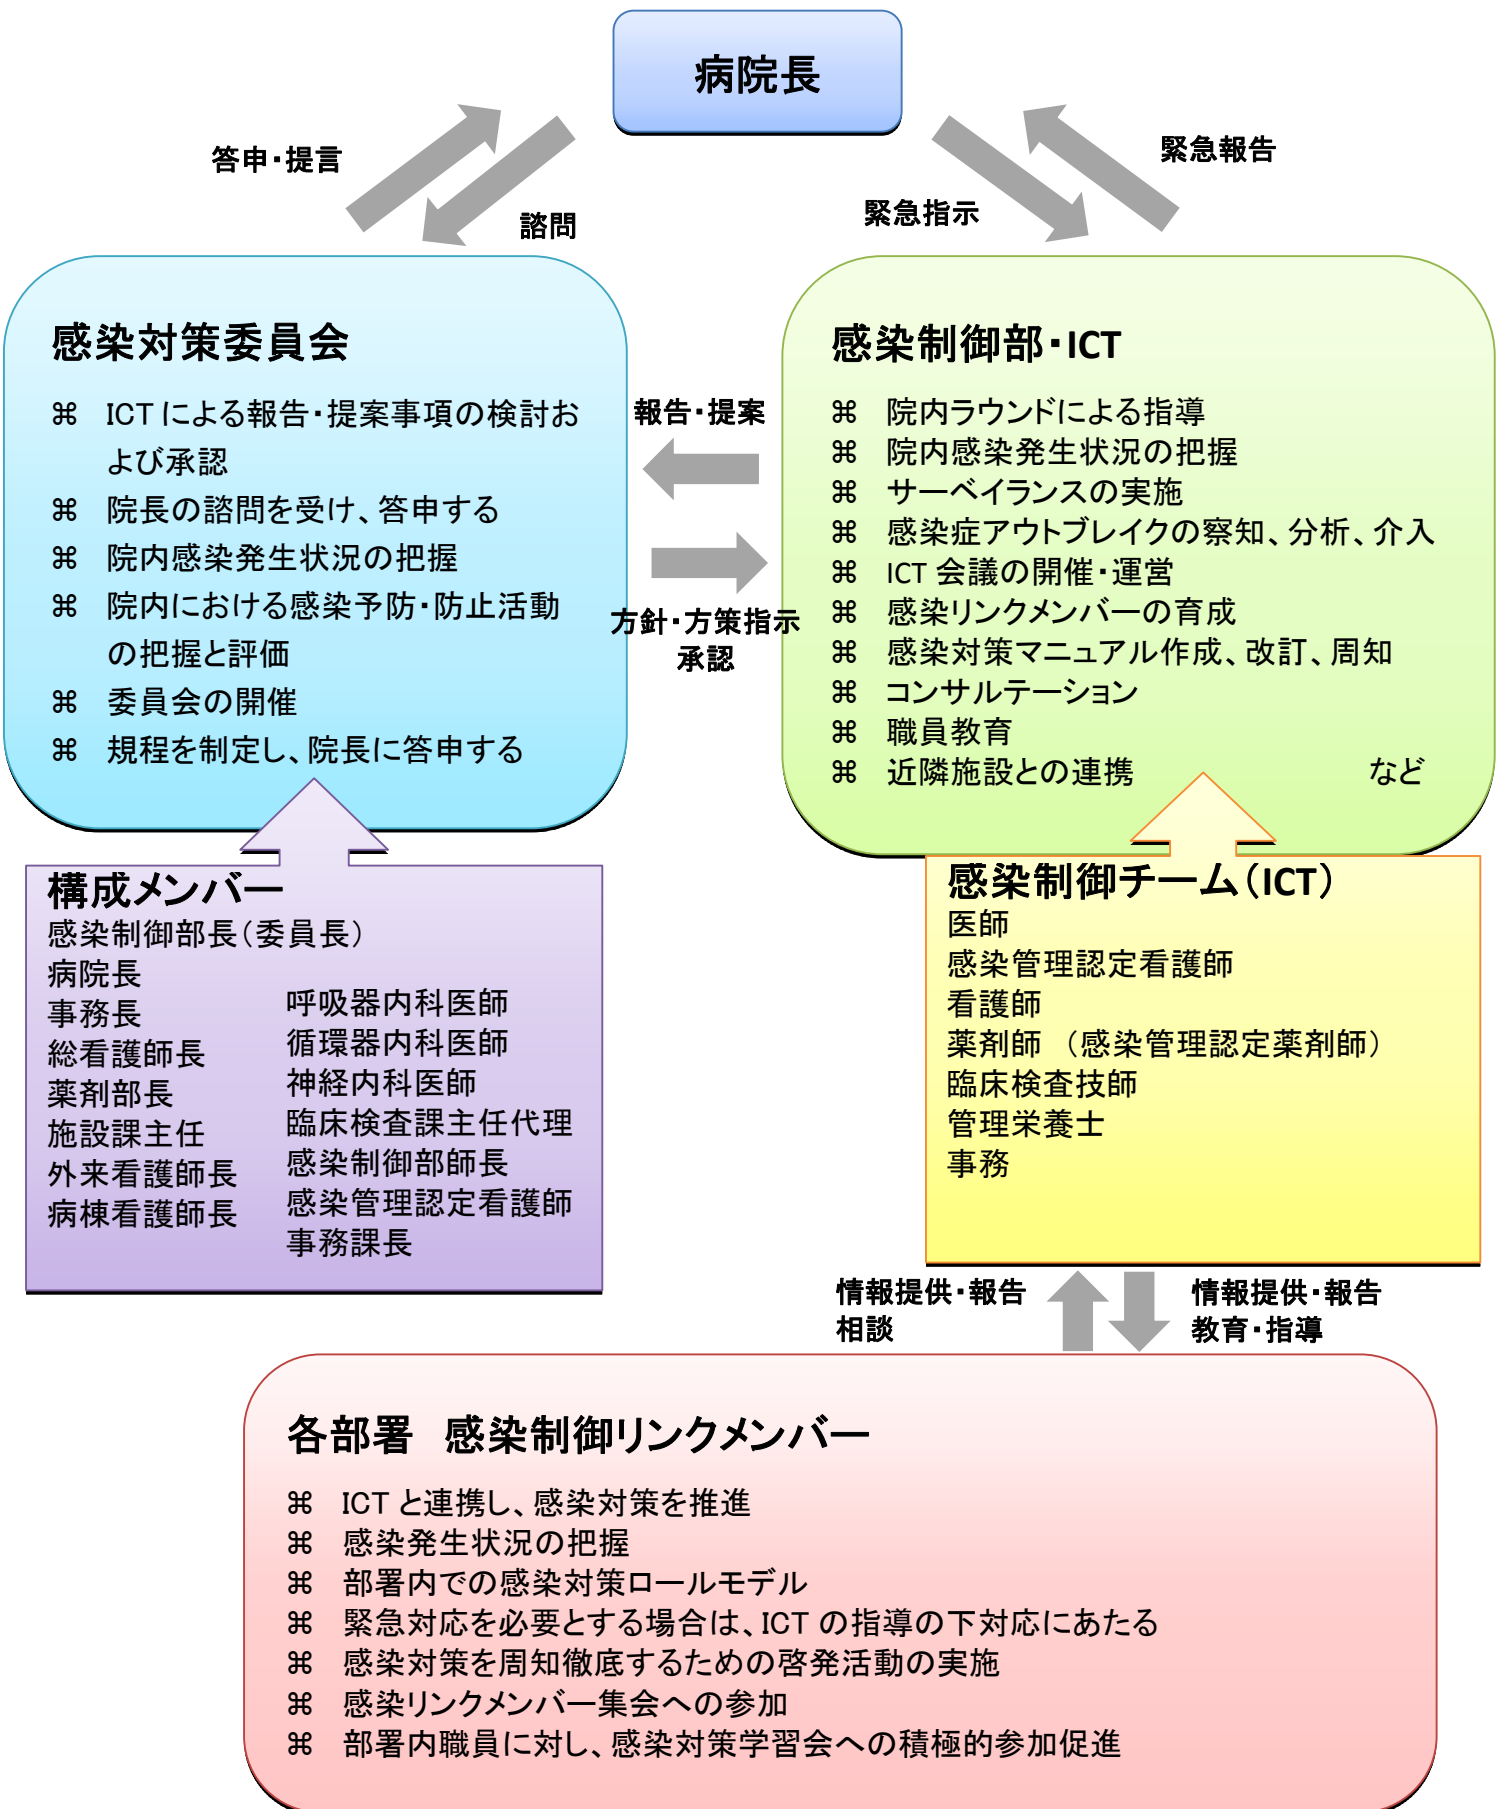 病院長
答申・提言
諮問
緊急指示
緊急報告
感染対策委員会
⌘ ICTによる報告・提案事項の検討お
よび承認
⌘ 院長の諮問を受け、答申する
⌘ 院内感染発生状況の把握
⌘ 院内における感染予防・防止活動
の把握と評価
⌘ 委員会の開催
⌘ 規程を制定し、院長に答申する
報告・提案
方針・方策指示
承認
感染制御部・ICT
⌘ 院内ラウンドによる指導
⌘ 院内感染発生状況の把握
⌘ サーベイランスの実施
⌘ 感染症アウトブレイクの察知、分析、介入
⌘ ICT 会議の開催・運営
⌘ 感染リンクメンバーの育成
⌘ 感染対策マニュアル作成、改訂、周知
⌘ コンサルテーション
⌘ 職員教育
⌘ 近隣施設との連携 など
構成メンバー
感染制御部長（委員長）
病院長
事務長
総看護師長
薬剤部長
施設課主任
外来看護師長
病棟看護師長
呼吸器内科医師
循環器内科医師
神経内科医師
臨床検査課主任代理
感染制御部師長
感染管理認定看護師
事務課長
感染制御チーム（ICT）
医師
感染管理認定看護師
看護師
薬剤師 （感染管理認定薬剤師）
臨床検査技師
管理栄養士
事務
情報提供・報告
相談
情報提供・報告
教育・指導
各部署 感染制御リンクメンバー
⌘ ICT と連携し、感染対策を推進
⌘ 感染発生状況の把握
⌘ 部署内での感染対策ロールモデル
⌘ 緊急対応を必要とする場合は、ICT の指導の下対応にあたる
⌘ 感染対策を周知徹底するための啓発活動の実施
⌘ 感染リンクメンバー集会への参加
⌘ 部署内職員に対し、感染対策学習会への積極的参加促進